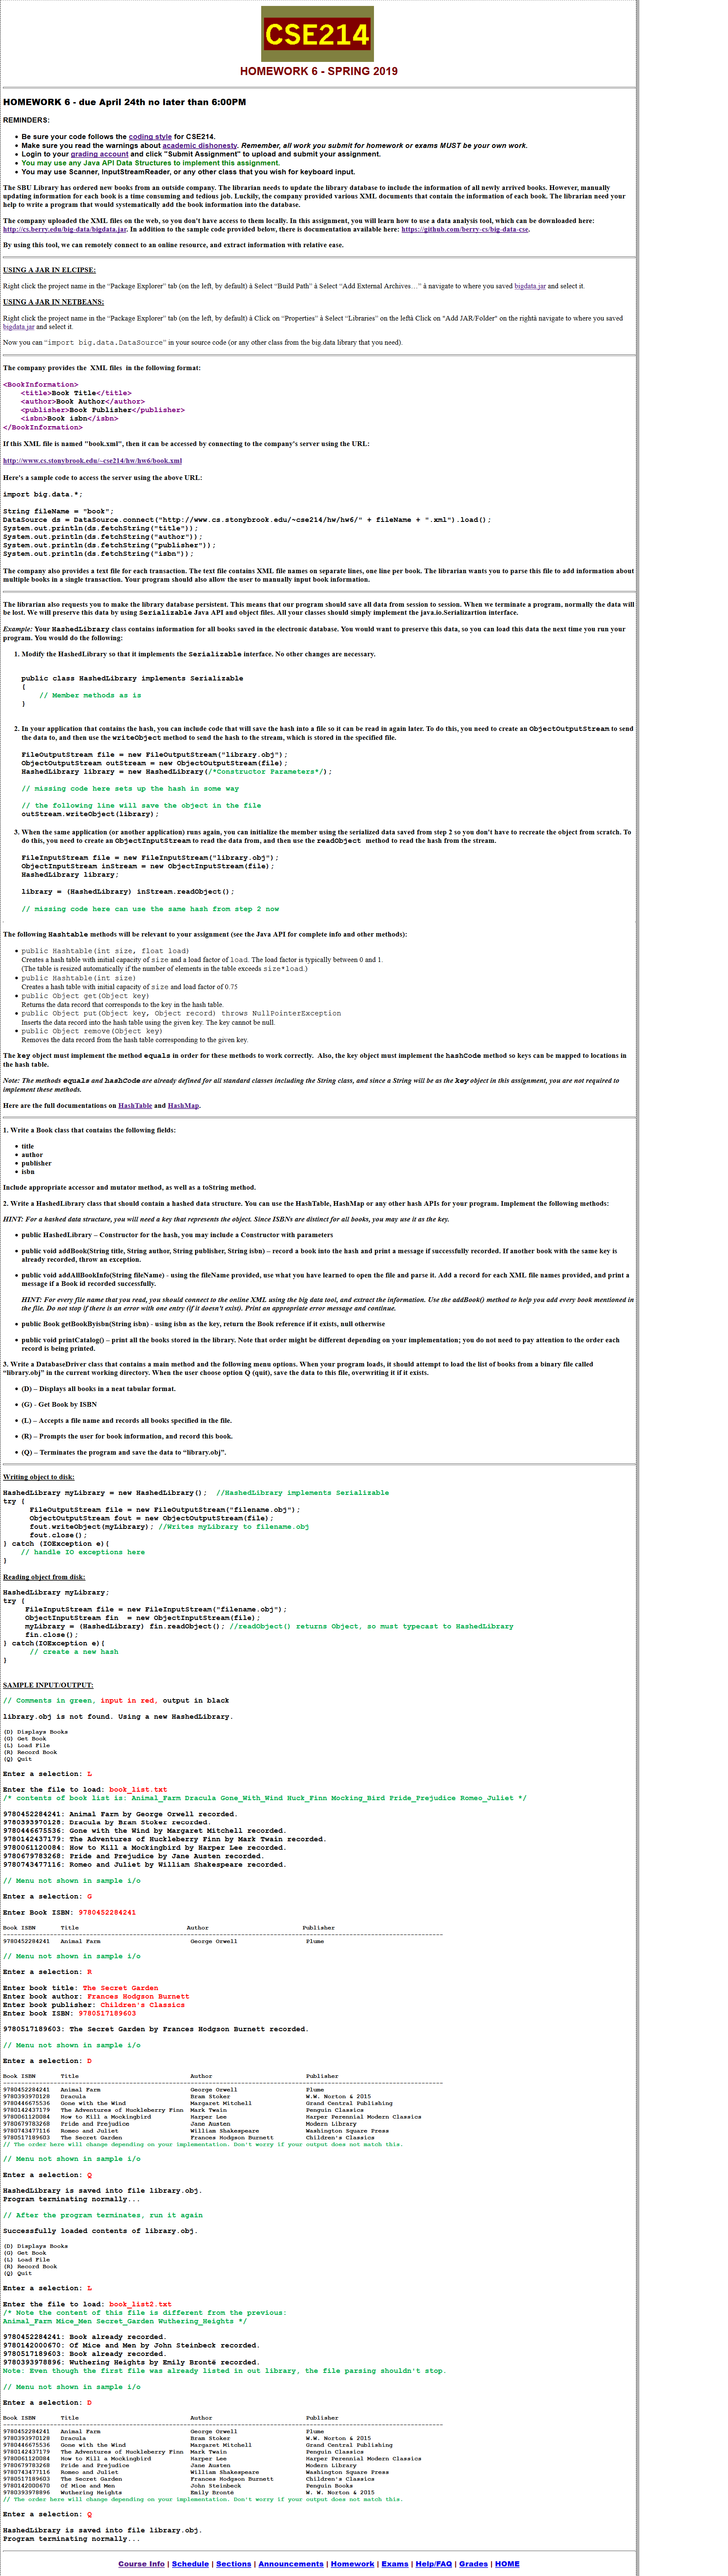 CSE214
HOMEWORK 6 - SPRING 2019
HOMEWORK 6 - due April 24th no later than 6:00PM
REMINDERS:
• Be sure your code follows the coding style for CSE214.
• Make sure you read the warnings about academic dishonesty. Remember, all work you submit for homework or exams MUST be your own work.
• Login to your grading account and click "Submit Assignment" to upload and submit your assignment.
• You may use any Java API Data Structures to implement this assignment.
• You may use Scanner, InputStreamReader, or any other class that you wish for keyboard input.
The SBU Library has ordered new books from an outside company. The librarian needs to update the library database to include the information of all newly arrived books. However, manually
updating information for each book is a time consuming and tedious job. Luckily, the company provided various XML documents that contain the information of each book. The librarian need your
help to write a program that would systematically add the book information into the database.
The company uploaded the XML files on the web, so you don't have access to them locally. In this assignment, you will learn how to use a data analysis tool, which can be downloaded here:
http://cs.berry.edu/big-data/bigdata.jar. In addition to the sample code provided below, there is documentation available here: https://github.com/berry-cs/big-data-cse.
By using this tool, we can remotely connect to an online resource, and extract information with relative ease.
USING A JAR IN ELCIPSE:
Right click the project name in the "Package Explorer" tab (on the left, by default) à Select "Build Path" à Select "Add External Archives…" à navigate to where you saved bigdata.jar and select it.
USING A JAR IN NETBEANS:
Right click the project name in the "Package Explorer" tab (on the left, by default) à Click on "Properties" à Select "Libraries" on the leftà Click on "Add JAR/Folder" on the rightà navigate to where you saved
bigdata.jar and select it.
Now you can "import big.data.DataSource" in your source code (or any other class from the big.data library that you need).
The company provides the  XML files  in the following format:
<BookInformation>
<title>Book Title</title>
<author>Book Author</author>
<publisher>Book Publisher</publisher>
<isbn>Book isbn</isbn>
</BookInformation>
If this XML file is named "book.xml", then it can be accessed by connecting to the company's server using the URL:
http://www.cs.stonybrook.edu/~cse214/hw/hw6/book.xml
Here's a sample code to access the server using the above URL:
import big.data.*;
String fileName = "book";
DataSource ds = DataSource.connect("http://www.cs.stonybrook.edu/~cse214/hw/hw6/" + fileName + ".xml").load();
System.out.println(ds.fetchString("title"));
System.out.println(ds.fetchString("author"));
System.out.println(ds.fetchString("publisher"));
System.out.println(ds.fetchString("isbn"));
The company also provides a text file for each transaction. The text file contains XML file names on separate lines, one line per book. The librarian wants you to parse this file to add information about
multiple books in a single transaction. Your program should also allow the user to manually input book information.
The librarian also requests you to make the library database persistent. This means that our program should save all data from session to session. When we terminate a program, normally the data will
be lost. We will preserve this data by using Serializable Java API and object files. All your classes should simply implement the java.io.Serializartion interface.
Example: Your HashedLibrary class contains information for all books saved in the electronic database. You would want to preserve this data, so you can load this data the next time you run your
program. You would do the following:
1. Modify the HashedLibrary so that it implements the Serializable interface. No other changes are necessary.
public class HashedLibrary implements Serializable
{
// Member methods as is
}
2. In your application that contains the hash, you can include code that will save the hash into a file so it can be read in again later. To do this, you need to create an ObjectOutputStream to send
the data to, and then use the writeObject method to send the hash to the stream, which is stored in the specified file.
FileOutputStream file = new FileOutputStream("library.obj");
ObjectOutputStream outStream = new ObjectOutputStream(file);
HashedLibrary library = new HashedLibrary(/*Constructor Parameters*/);
// missing code here sets up the hash in some way
// the following line will save the object in the file
outStream.writeObject(library);
3. When the same application (or another application) runs again, you can initialize the member using the serialized data saved from step 2 so you don't have to recreate the object from scratch. To
do this, you need to create an ObjectInputStream to read the data from, and then use the readObject  method to read the hash from the stream.
FileInputStream file = new FileInputStream("library.obj");
ObjectInputStream inStream = new ObjectInputStream(file);
HashedLibrary library;
library = (HashedLibrary) inStream.readObject();
// missing code here can use the same hash from step 2 now
The following Hashtable methods will be relevant to your assignment (see the Java API for complete info and other methods):
• public Hashtable(int size, float load)
Creates a hash table with initial capacity of size and a load factor of load. The load factor is typically between 0 and 1.
(The table is resized automatically if the number of elements in the table exceeds size*load.)
• public Hashtable(int size)
Creates a hash table with initial capacity of size and load factor of 0.75
• public Object get(Object key)
Returns the data record that corresponds to the key in the hash table.
• public Object put(Object key, Object record) throws NullPointerException
Inserts the data record into the hash table using the given key. The key cannot be null.
• public Object remove(Object key)
Removes the data record from the hash table corresponding to the given key.
The key object must implement the method equals in order for these methods to work correctly.  Also, the key object must implement the hashCode method so keys can be mapped to locations in
the hash table.
Note: The methods equals and hashCode are already defined for all standard classes including the String class, and since a String will be as the key object in this assignment, you are not required to
implement these methods.
Here are the full documentations on HashTable and HashMap.
1. Write a Book class that contains the following fields:
• title
• author
• publisher
• isbn
Include appropriate accessor and mutator method, as well as a toString method.
2. Write a HashedLibrary class that should contain a hashed data structure. You can use the HashTable, HashMap or any other hash APIs for your program. Implement the following methods:
HINT: For a hashed data structure, you will need a key that represents the object. Since ISBNs are distinct for all books, you may use it as the key.
• public HashedLibrary – Constructor for the hash, you may include a Constructor with parameters
• public void addBook(String title, String author, String publisher, String isbn) – record a book into the hash and print a message if successfully recorded. If another book with the same key is
already recorded, throw an exception.
• public void addAllBookInfo(String fileName) - using the fileName provided, use what you have learned to open the file and parse it. Add a record for each XML file names provided, and print a
message if a Book id recorded successfully.
HINT: For every file name that you read, you should connect to the online XML using the big data tool, and extract the information. Use the addBook() method to help you add every book mentioned in
the file. Do not stop if there is an error with one entry (if it doesn't exist). Print an appropriate error message and continue.
• public Book getBookByisbn(String isbn) - using isbn as the key, return the Book reference if it exists, null otherwise
• public void printCatalog() – print all the books stored in the library. Note that order might be different depending on your implementation; you do not need to pay attention to the order each
record is being printed.
3. Write a DatabaseDriver class that contains a main method and the following menu options. When your program loads, it should attempt to load the list of books from a binary file called
"library.obj" in the current working directory. When the user choose option Q (quit), save the data to this file, overwriting it if it exists.
• (D) – Displays all books in a neat tabular format.
• (G) - Get Book by ISBN
• (L) – Accepts a file name and records all books specified in the file.
• (R) – Prompts the user for book information, and record this book.
• (Q) – Terminates the program and save the data to "library.obj".
Writing object to disk:
HashedLibrary myLibrary = new HashedLibrary();  //HashedLibrary implements Serializable
try {
FileOutputStream file = new FileOutputStream("filename.obj");
ObjectOutputStream fout = new ObjectOutputStream(file);
fout.writeObject(myLibrary); //Writes myLibrary to filename.obj
fout.close();
} catch (IOException e){
// handle IO exceptions here
}
Reading object from disk:
HashedLibrary myLibrary;
try {
FileInputStream file = new FileInputStream("filename.obj");
ObjectInputStream fin  = new ObjectInputStream(file);
myLibrary = (HashedLibrary) fin.readObject(); //readObject() returns Object, so must typecast to HashedLibrary
fin.close();
} catch(IOException e){
// create a new hash
}
SAMPLE INPUT/OUTPUT:
// Comments in green, input in red, output in black
library.obj is not found. Using a new HashedLibrary.
(D) Displays Books
(G) Get Book
(L) Load File
(R) Record Book
(Q) Quit
Enter a selection: L
Enter the file to load: book_list.txt
/* contents of book list is: Animal_Farm Dracula Gone_With_Wind Huck_Finn Mocking_Bird Pride_Prejudice Romeo_Juliet */
9780452284241: Animal Farm by George Orwell recorded.
9780393970128: Dracula by Bram Stoker recorded.
9780446675536: Gone with the Wind by Margaret Mitchell recorded.
9780142437179: The Adventures of Huckleberry Finn by Mark Twain recorded.
9780061120084: How to Kill a Mockingbird by Harper Lee recorded.
9780679783268: Pride and Prejudice by Jane Austen recorded.
9780743477116: Romeo and Juliet by William Shakespeare recorded.
// Menu not shown in sample i/o
Enter a selection: G
Enter Book ISBN: 9780452284241
Book ISBN Title Author Publisher
9780452284241 Animal Farm George Orwell Plume
// Menu not shown in sample i/o
Enter a selection: R
Enter book title: The Secret Garden
Enter book author: Frances Hodgson Burnett
Enter book publisher: Children's Classics
Enter book ISBN: 9780517189603
9780517189603: The Secret Garden by Frances Hodgson Burnett recorded.
// Menu not shown in sample i/o
Enter a selection: D
Book ISBN Title Author Publisher
9780452284241 Animal Farm George Orwell Plume
9780393970128 Dracula Bram Stoker W.W. Norton & 2015
9780446675536 Gone with the Wind Margaret Mitchell Grand Central Publishing
9780142437179 The Adventures of Huckleberry Finn Mark Twain Penguin Classics
9780061120084 How to Kill a Mockingbird Harper Lee Harper Perennial Modern Classics
9780679783268 Pride and Prejudice Jane Austen Modern Library
9780743477116 Romeo and Juliet William Shakespeare Washington Square Press
9780517189603 The Secret Garden Frances Hodgson Burnett Children's Classics
// The order here will change depending on your implementation. Don't worry if your output does not match this.
// Menu not shown in sample i/o
Enter a selection: Q
HashedLibrary is saved into file library.obj.
Program terminating normally...
// After the program terminates, run it again
Successfully loaded contents of library.obj.
(D) Displays Books
(G) Get Book
(L) Load File
(R) Record Book
(Q) Quit
Enter a selection: L
Enter the file to load: book_list2.txt
/* Note the content of this file is different from the previous:
Animal_Farm Mice_Men Secret_Garden Wuthering_Heights */
9780452284241: Book already recorded.
9780142000670: Of Mice and Men by John Steinbeck recorded.
9780517189603: Book already recorded.
9780393978896: Wuthering Heights by Emily Brontë recorded.
Note: Even though the first file was already listed in out library, the file parsing shouldn't stop.
// Menu not shown in sample i/o
Enter a selection: D
Book ISBN Title Author Publisher
9780452284241 Animal Farm George Orwell Plume
9780393970128 Dracula Bram Stoker W.W. Norton & 2015
9780446675536 Gone with the Wind Margaret Mitchell Grand Central Publishing
9780142437179 The Adventures of Huckleberry Finn Mark Twain Penguin Classics
9780061120084 How to Kill a Mockingbird Harper Lee Harper Perennial Modern Classics
9780679783268 Pride and Prejudice Jane Austen Modern Library
9780743477116 Romeo and Juliet William Shakespeare Washington Square Press
9780517189603 The Secret Garden Frances Hodgson Burnett Children's Classics
9780142000670 Of Mice and Men John Steinbeck Penguin Books
9780393978896 Wuthering Heights Emily Brontë W. W. Norton & 2015
// The order here will change depending on your implementation. Don't worry if your output does not match this.
Enter a selection: Q
HashedLibrary is saved into file library.obj.
Program terminating normally...
Course Info | Schedule | Sections | Announcements | Homework | Exams | Help/FAQ | Grades | HOME